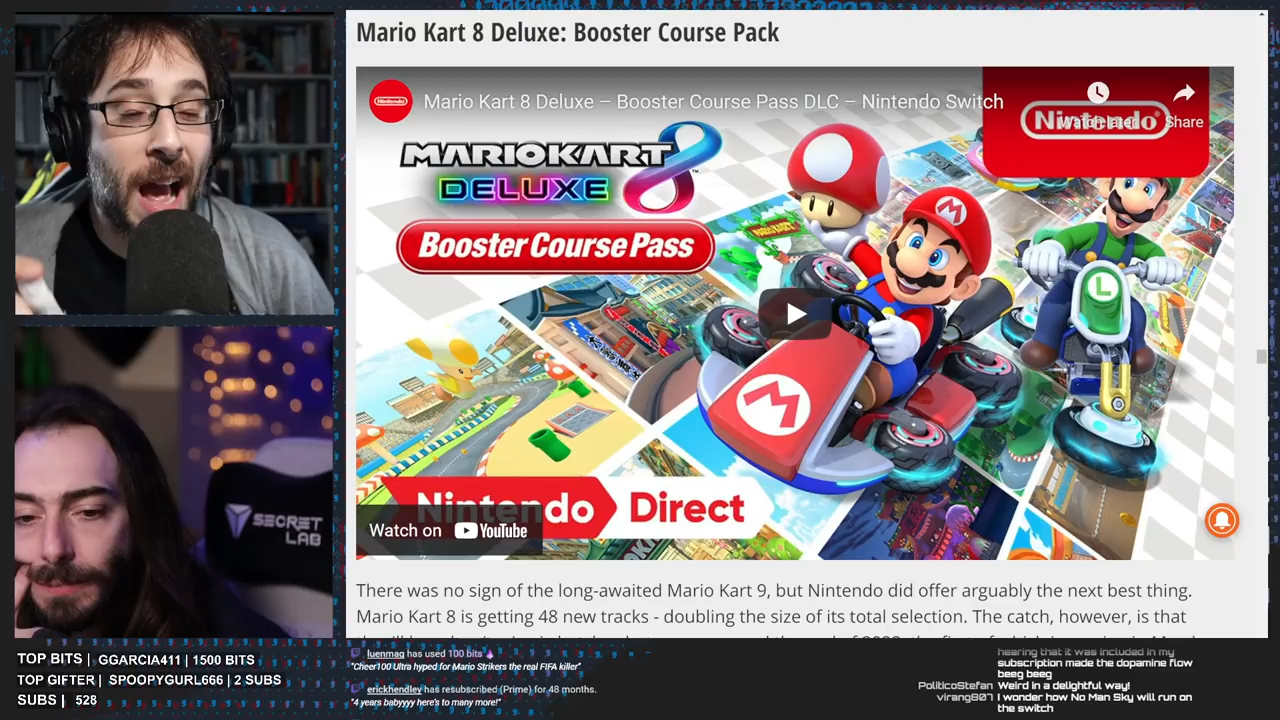 Mario Kart 8 Deluxe: Booster Course Pack
Nintendo
Mario Kart 8 Deluxe – Booster Course Pass DLC – Nintendo Switch
Watch later
Share
Nintendo
MARIOKART 8
DELUXE
Booster Course Pass
MARIO KART
M
L
M
Nintendo Direct
Watch on YouTube
SECRET
LAB
There was no sign of the long-awaited Mario Kart 9, but Nintendo did offer arguably the next best thing.
Mario Kart 8 is getting 48 new tracks - doubling the size of its total selection. The catch, however, is that
TOP BITS | GGARCIA411 | 1500 BITS
TOP GIFTER | SPOOPYGURL666 | 2 SUBS
SUBS | 528
luenmag has used 100 bits
"Cheer100 Ultra hyped for Mario Strikers the real FIFA killer"
erickhendley has resubscribed (Prime) for 48 months.
"4 years babyyyy here's to many more!"
hearing that it was included in my
subscription made the dopamine flow
beeg beeg
PoliticoStefan Weird in a delightful way!
virang807 I wonder how No Man Sky will run on
the switch